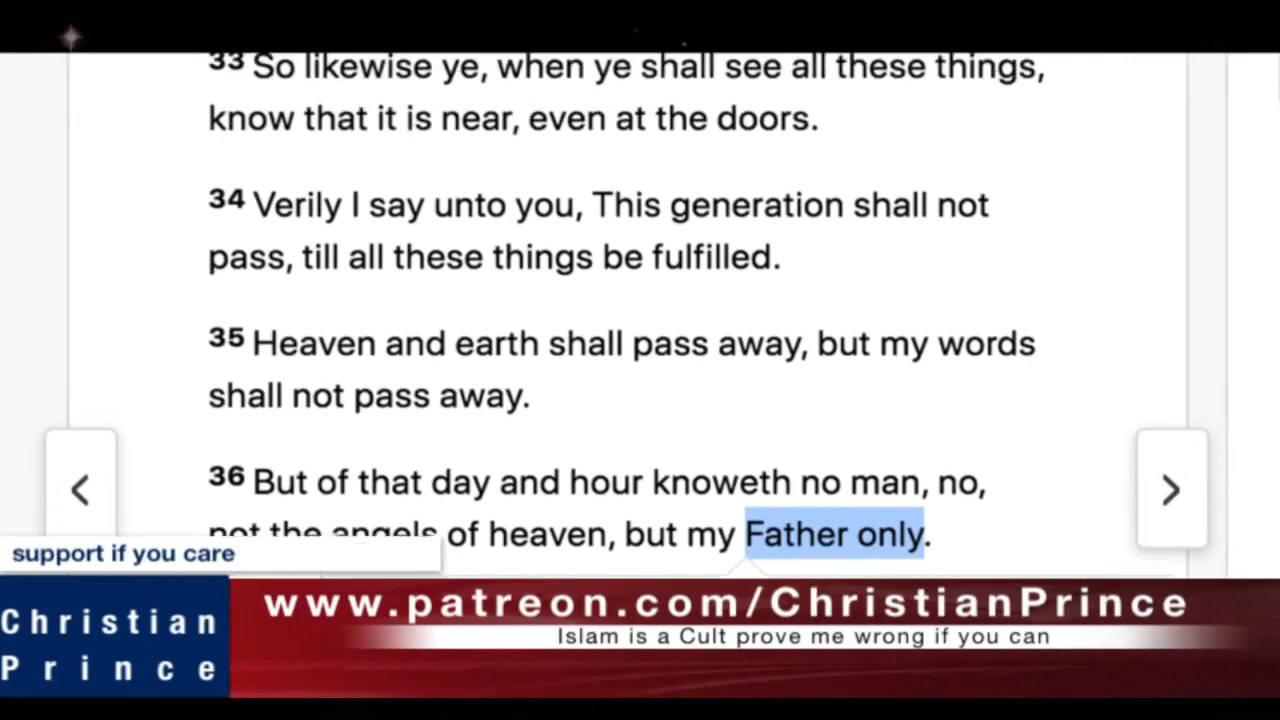 33 So likewise ye, when ye shall see all these things,
know that it is near, even at the doors.
34 Verily I say unto you, This generation shall not
pass, till all these things be fulfilled.
35 Heaven and earth shall pass away, but my words
shall not pass away.
36 But of that day and hour knoweth no man, no,
not the angels of heaven, but my Father only.
support if you care
Christian
Prince
www.patreon.com/ChristianPrince
Islam is a Cult prove me wrong if you can